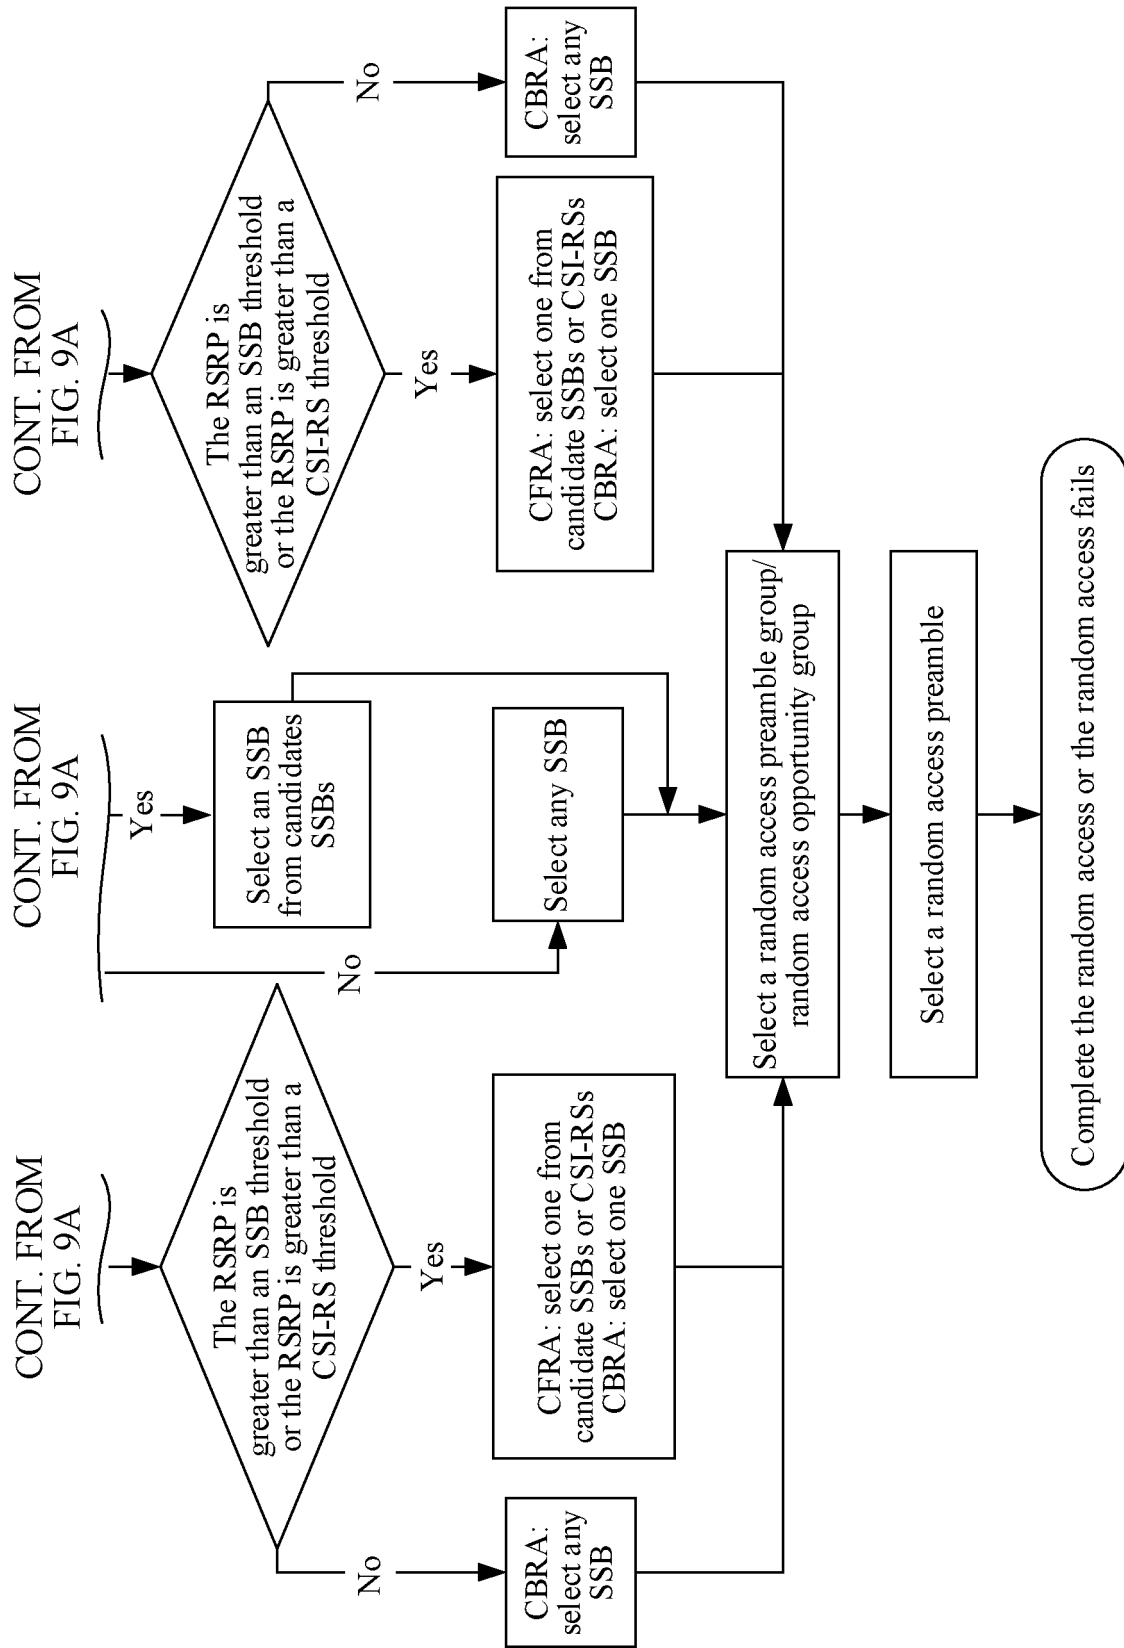 CONT. FROM
FIG. 9A
CONT. FROM
FIG. 9A
CONT. FROM
FIG. 9A
The RSRP is
greater than an SSB threshold
or the RSRP is greater than a
CSI-RS threshold
No
Yes
CBRA:
select any
SSB
CFRA: select one from
candidate SSBs or CSI-RSs
CBRA: select one SSB
Yes
No
Select an SSB
from candidates
SSBs
Select any SSB
The RSRP is
greater than an SSB threshold
or the RSRP is greater than a
CSI-RS threshold
Yes
No
CFRA: select one from
candidate SSBs or CSI-RSs
CBRA: select one SSB
CBRA:
select any
SSB
Select a random access preamble group/
random access opportunity group
Select a random access preamble
Complete the random access or the random access fails